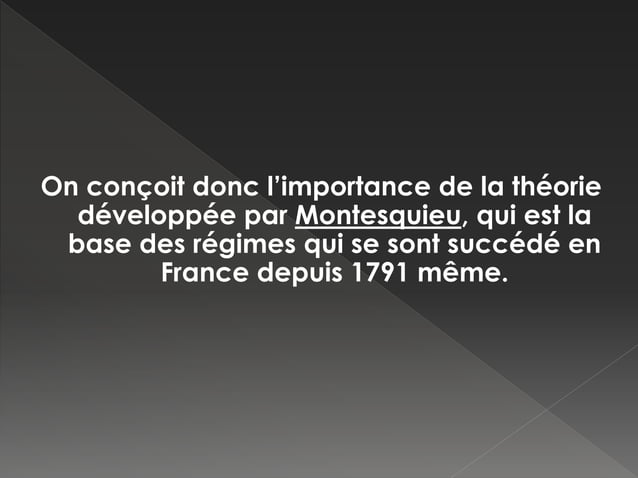 On conçoit donc l’importance de la théorie
développée par Montesquieu, qui est la
base des régimes qui se sont succédé en
France depuis 1791 même.